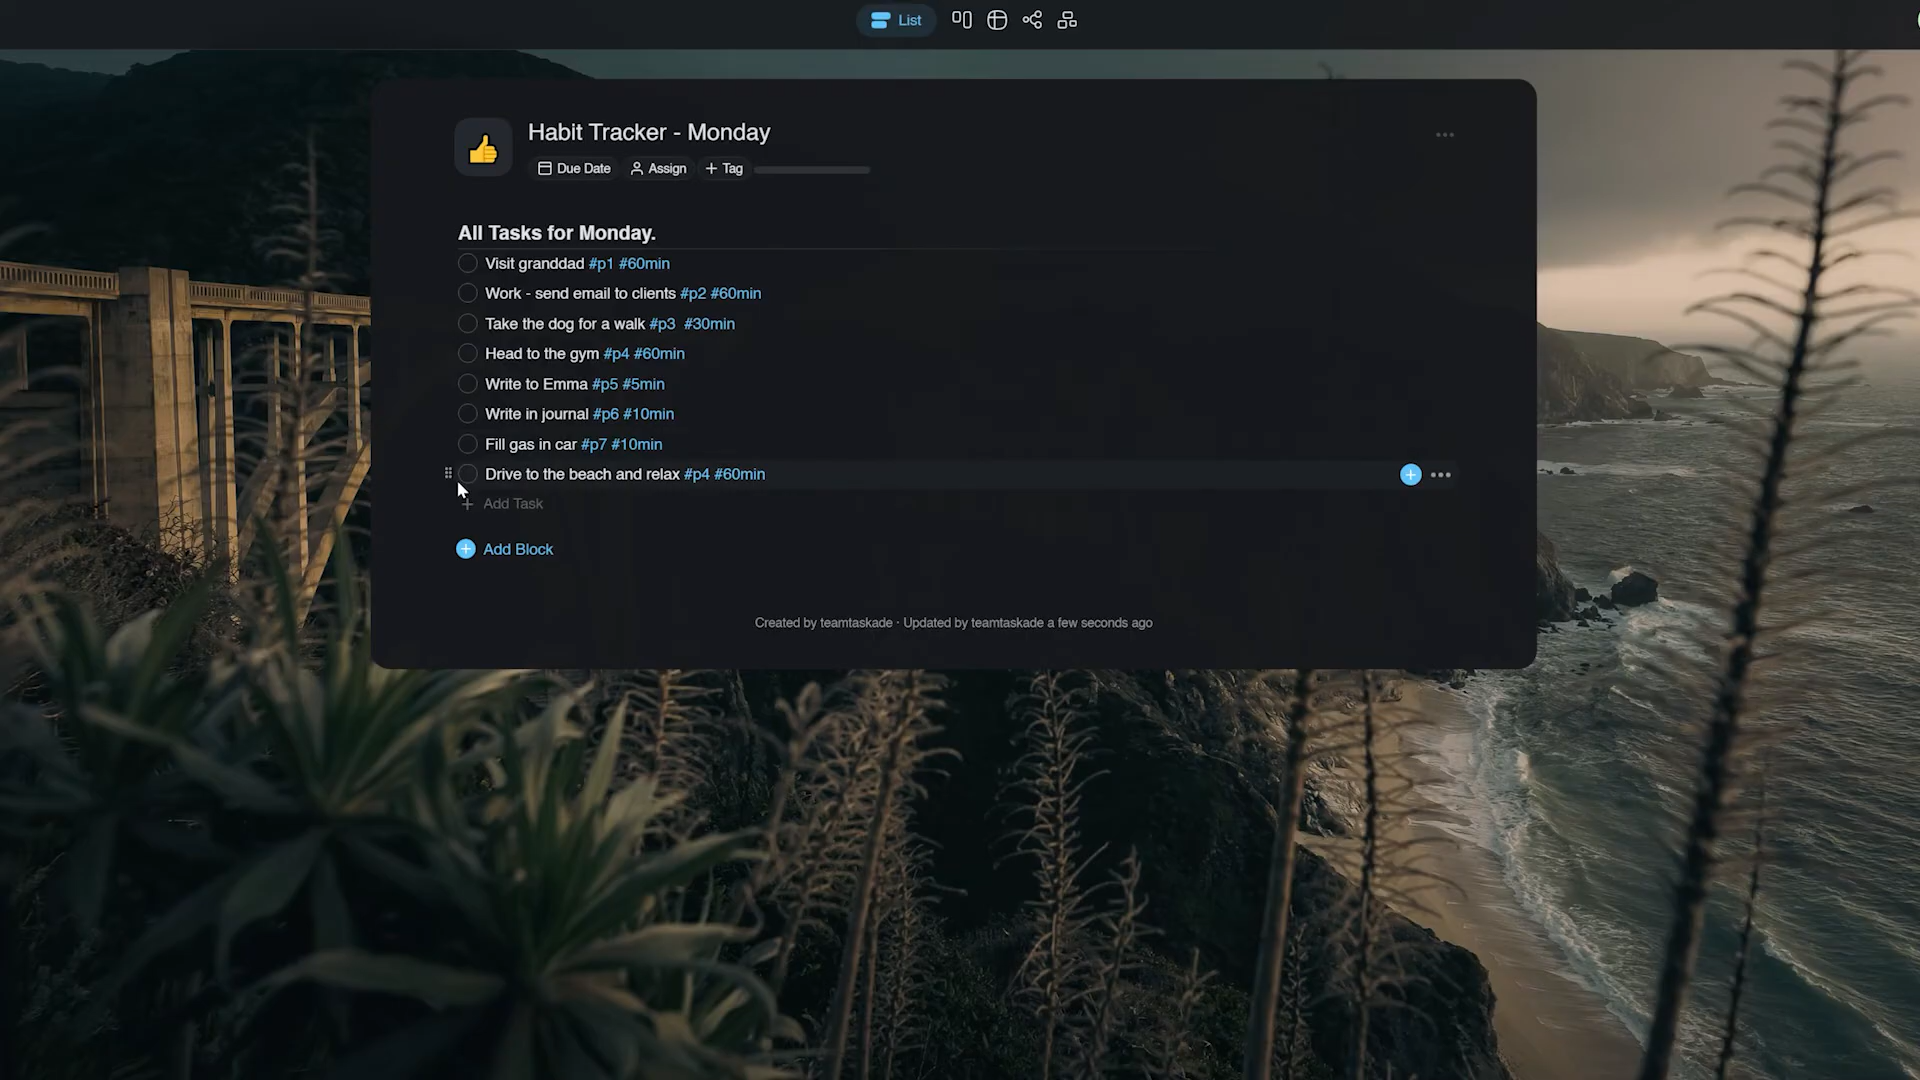 List
Habit Tracker - Monday
Due Date Assign + Tag
All Tasks for Monday.
Visit granddad #p1 #60min
Work - send email to clients #p2 #60min
Take the dog for a walk #p3 #30min
Head to the gym #p4 #60min
Write to Emma #p5 #5min
Write in journal #p6 #10min
Fill gas in car #p7 #10min
Drive to the beach and relax #p4 #60min
+ Add Task
+ Add Block
Created by teamtaskade · Updated by teamtaskade a few seconds ago